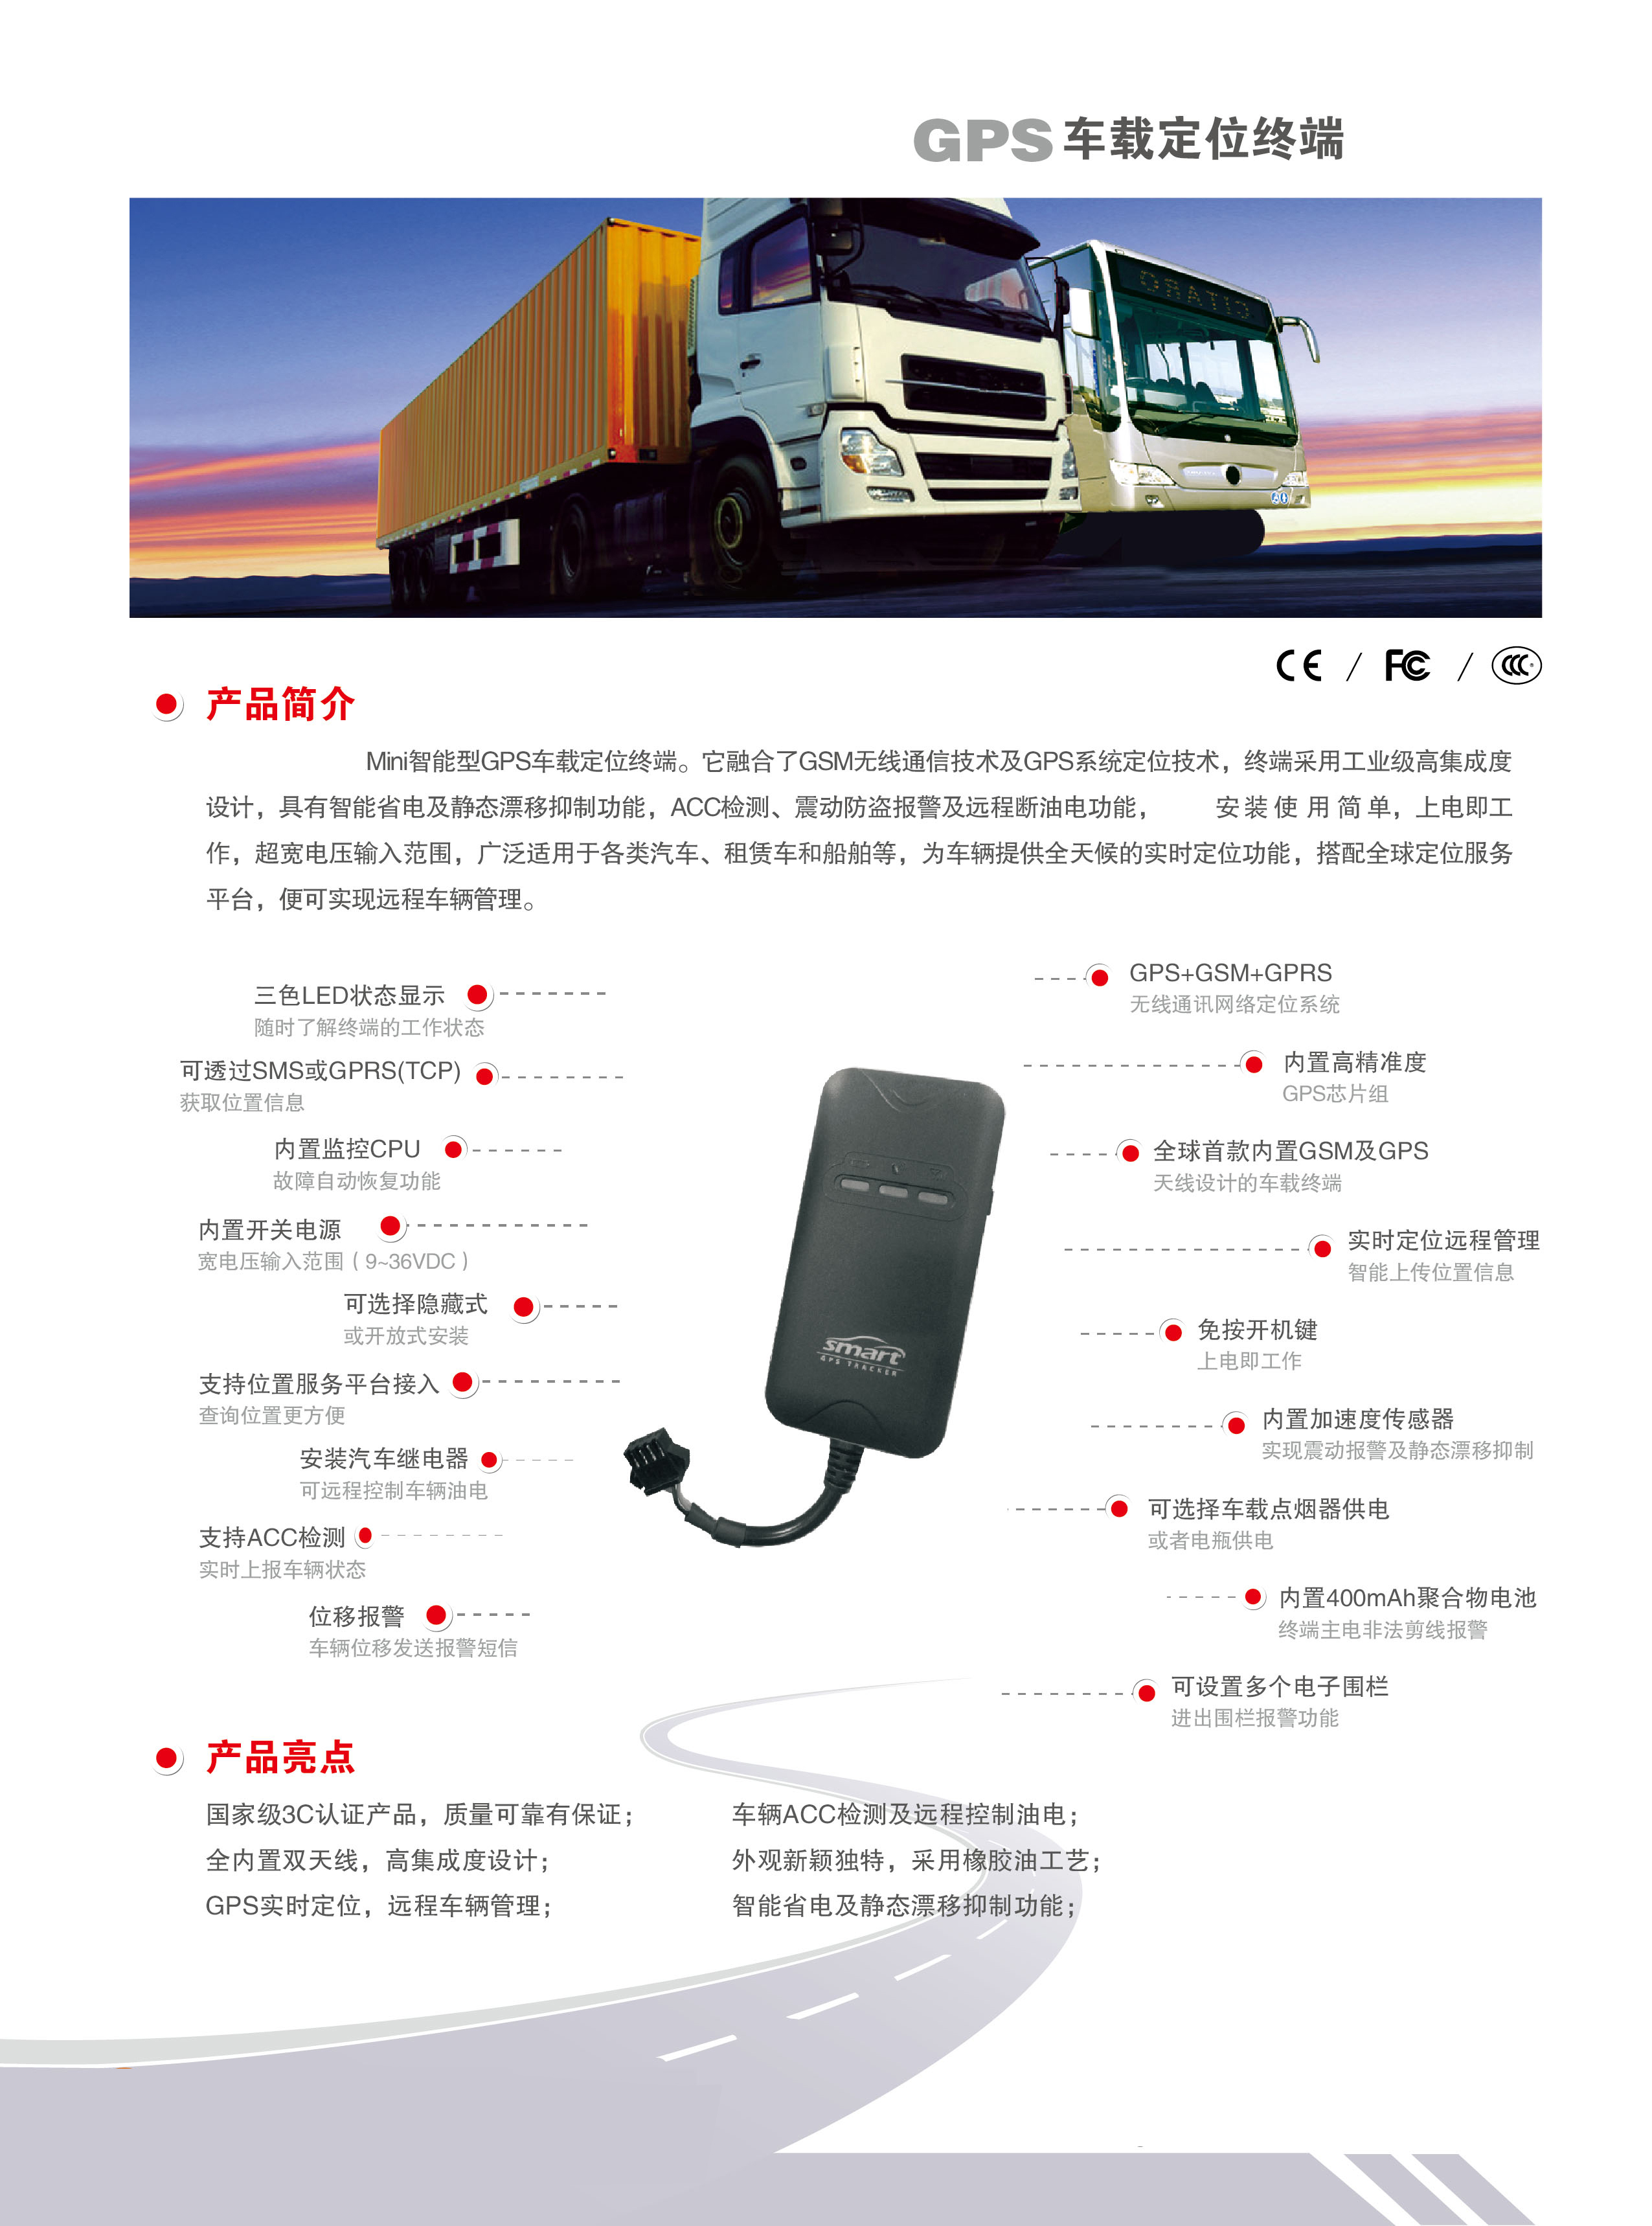 GPS 车载定位终端
GRATIS
CE / FC / CCC
产品简介
Mini智能型GPS车载定位终端。它融合了GSM无线通信技术及GPS系统定位技术，终端采用工业级高集成度
设计，具有智能省电及静态漂移抑制功能，ACC检测、震动防盗报警及远程断油电功能， 安装使用简单，上电即工
作，超宽电压输入范围，广泛适用于各类汽车、租赁车和船舶等，为车辆提供全天候的实时定位功能，搭配全球定位服务
平台，便可实现远程车辆管理。
三色LED状态显示
随时了解终端的工作状态
可透过SMS或GPRS(TCP)
获取位置信息
内置监控CPU
故障自动恢复功能
内置开关电源
宽电压输入范围（9~36VDC）
可选择隐藏式
或开放式安装
支持位置服务平台接入
查询位置更方便
安装汽车继电器
可远程控制车辆油电
支持ACC检测
实时上报车辆状态
位移报警
车辆位移发送报警短信
smart
GPS TRACKER
GPS+GSM+GPRS
无线通讯网络定位系统
内置高精准度
GPS芯片组
全球首款内置GSM及GPS
天线设计的车载终端
实时定位远程管理
智能上传位置信息
免按开机键
上电即工作
内置加速度传感器
实现震动报警及静态漂移抑制
可选择车载点烟器供电
或者电瓶供电
内置400mAh聚合物电池
终端主电非法剪线报警
可设置多个电子围栏
进出围栏报警功能
产品亮点
国家级3C认证产品，质量可靠有保证；
全内置双天线，高集成度设计；
GPS实时定位，远程车辆管理；
车辆ACC检测及远程控制油电；
外观新颖独特，采用橡胶油工艺；
智能省电及静态漂移抑制功能；